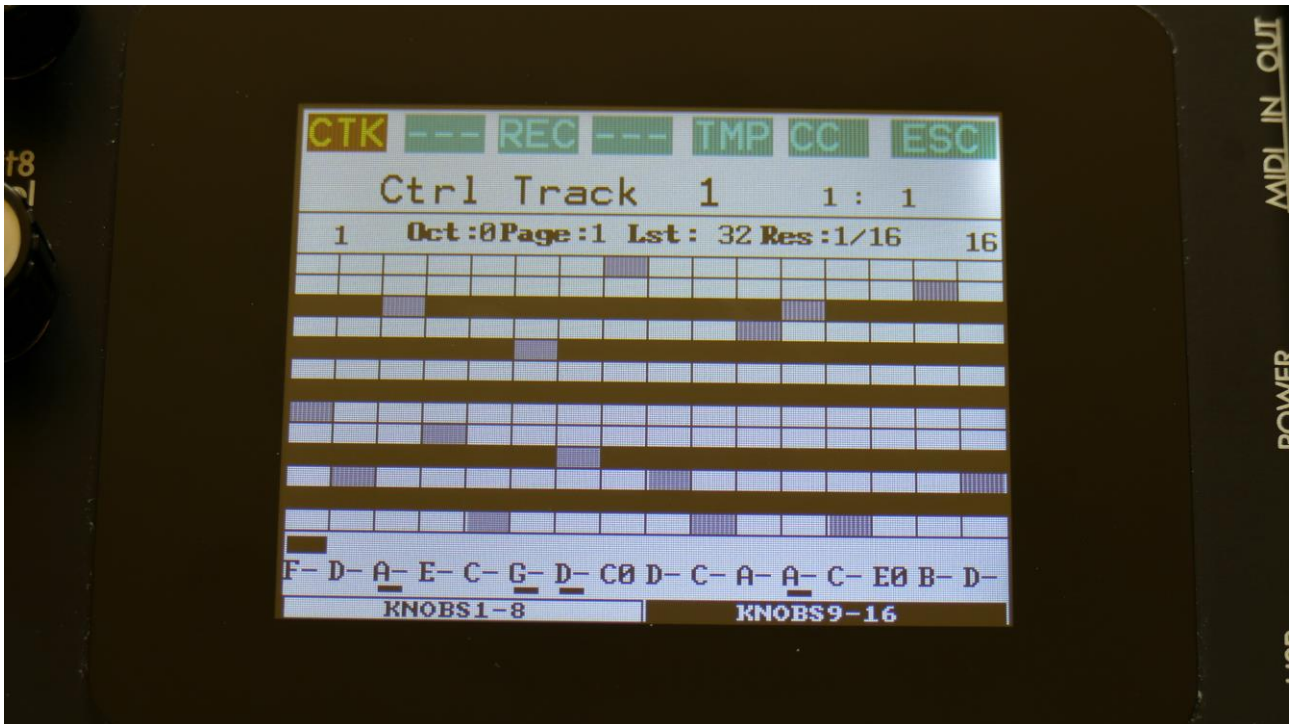 CTK --- REC --- TMP CC ESC
Ctrl Track 1 1: 1
1 Oct:0 Page:1 Lst: 32 Res:1/16 16
F- D- A- E- C- G- D- C0 D- C- A- A- C- E0 B- D-
KNOBS1-8 KNOBS9-16
MIDI IN OUT
POWER